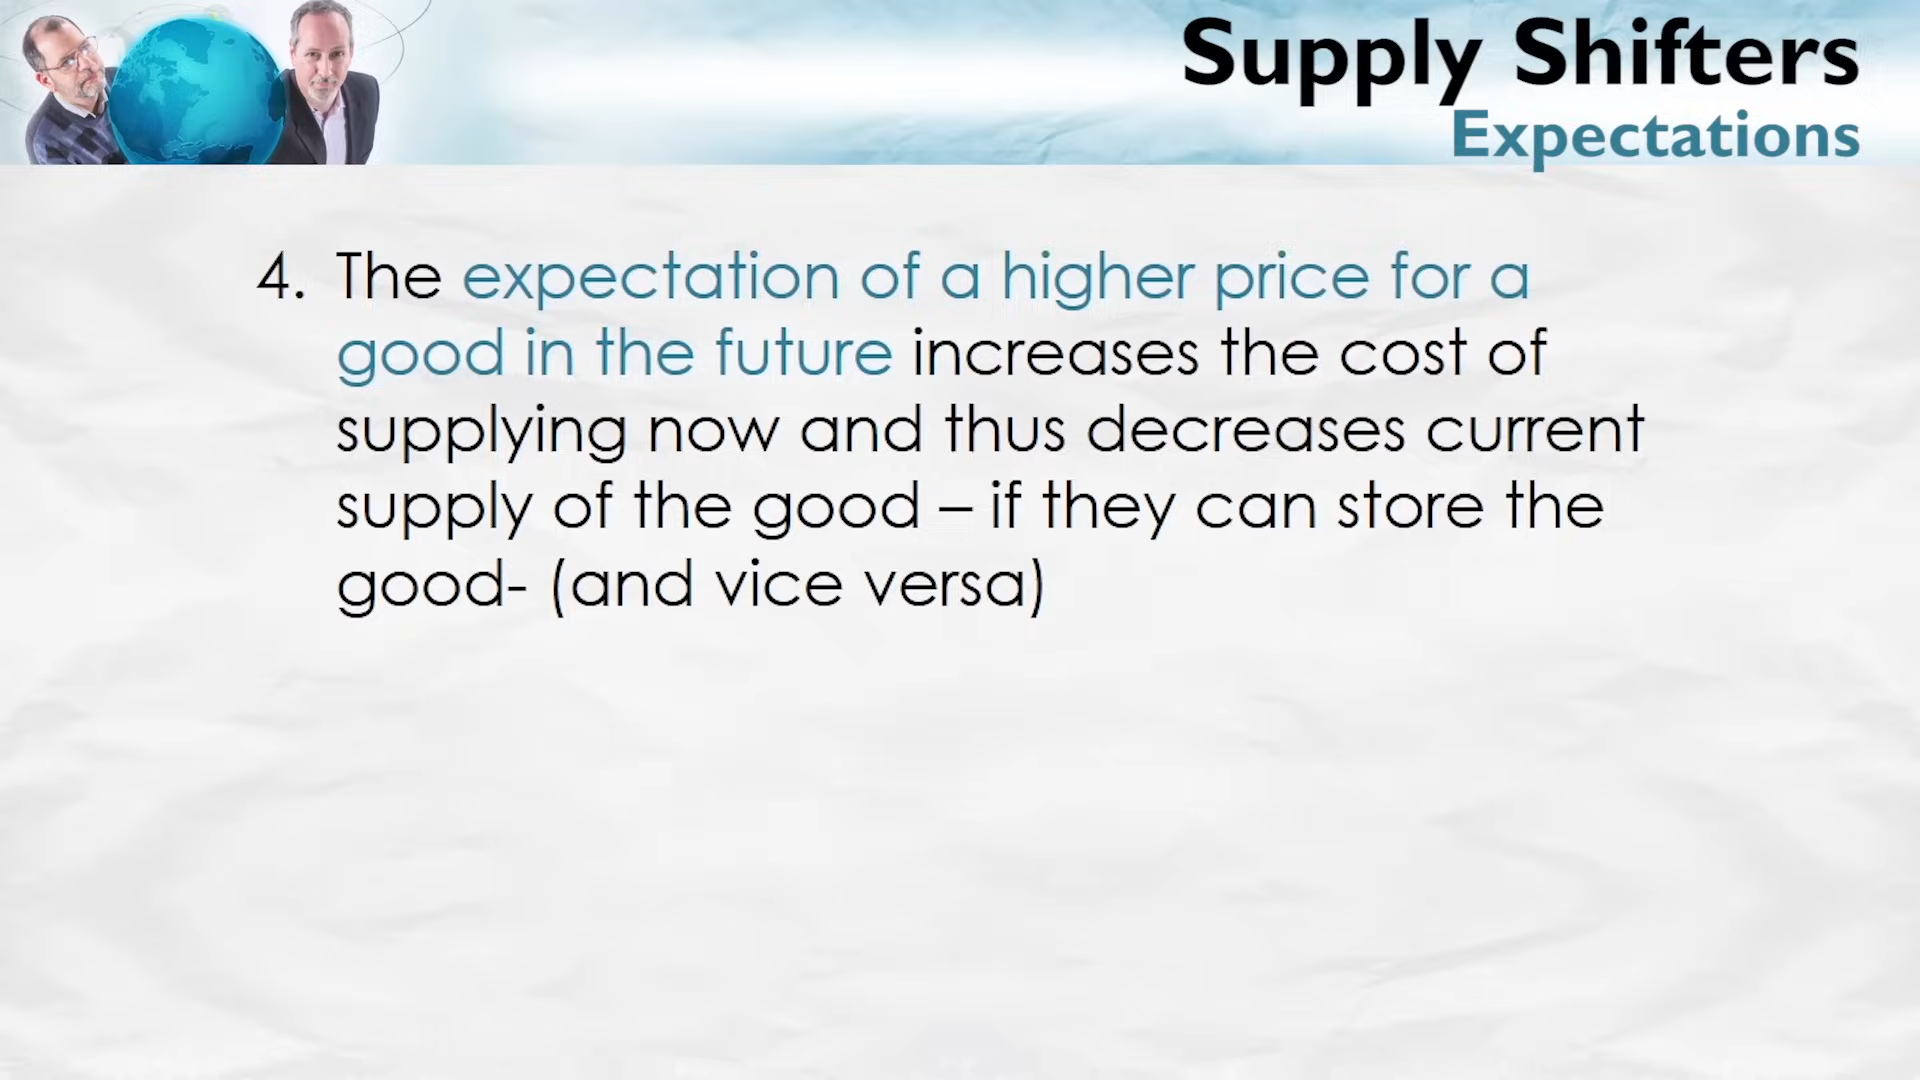 Supply Shifters
Expectations
4. The expectation of a higher price for a
good in the future increases the cost of
supplying now and thus decreases current
supply of the good – if they can store the
good- (and vice versa)